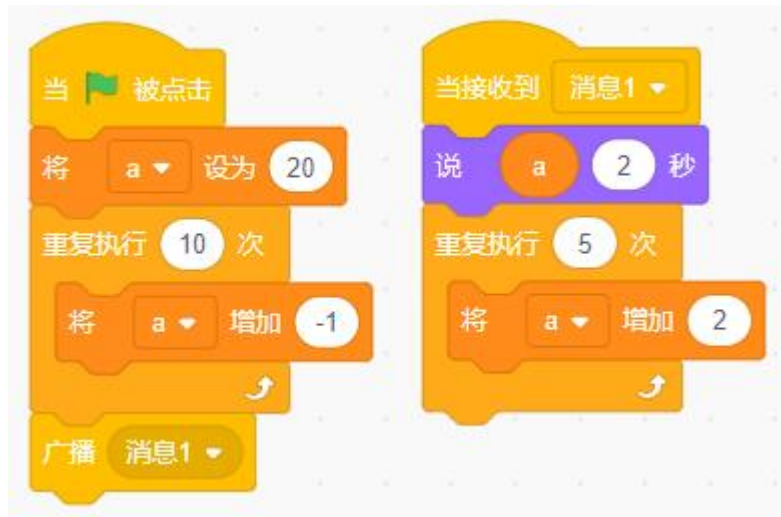 当 被点击
将 a 设为 20
重复执行 10 次
将 a 增加 -1
广播 消息1
当接收到 消息1
说 a 2 秒
重复执行 5 次
将 a 增加 2